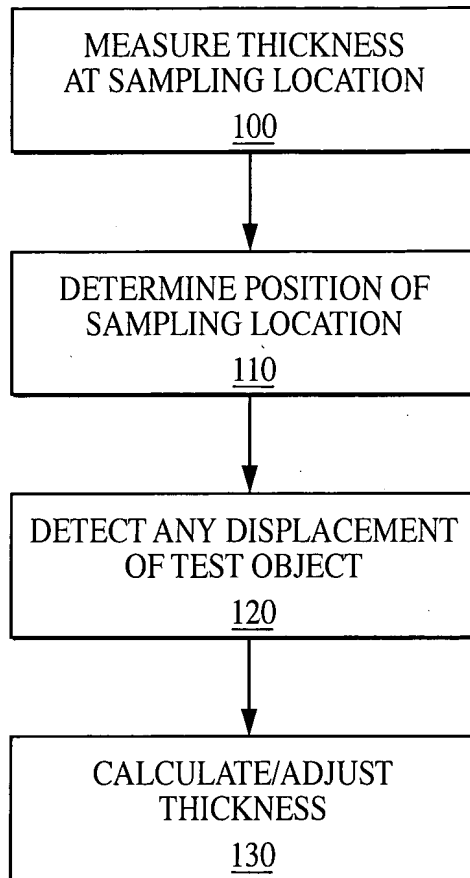 MEASURE THICKNESS
AT SAMPLING LOCATION
100
DETERMINE POSITION OF
SAMPLING LOCATION
110
DETECT ANY DISPLACEMENT
OF TEST OBJECT
120
CALCULATE/ADJUST
THICKNESS
130